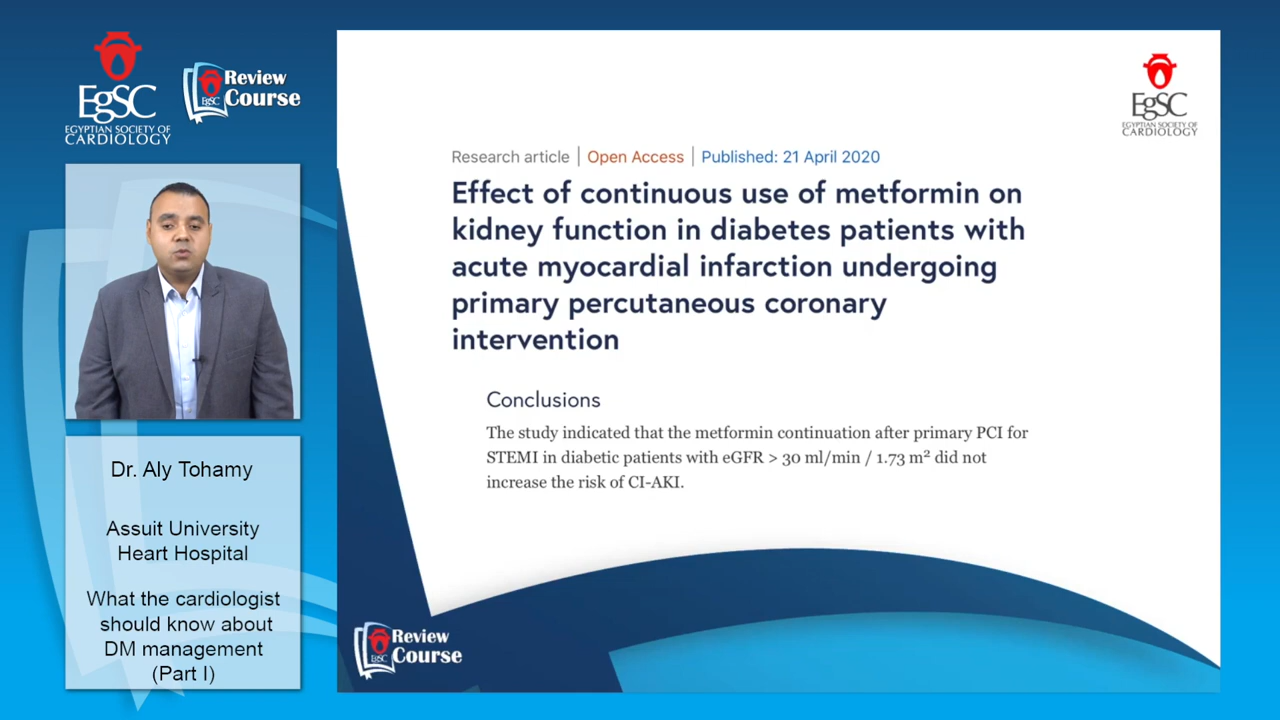 EgSC
EGYPTIAN SOCIETY OF
CARDIOLOGY
Review
Course
EgSC
Dr. Aly Tohamy
Assuit University
Heart Hospital
What the cardiologist
should know about
DM management
(Part I)
EgSC
EGYPTIAN SOCIETY OF
CARDIOLOGY
Research article | Open Access | Published: 21 April 2020
Effect of continuous use of metformin on
kidney function in diabetes patients with
acute myocardial infarction undergoing
primary percutaneous coronary
intervention
Conclusions
The study indicated that the metformin continuation after primary PCI for
STEMI in diabetic patients with eGFR > 30 ml/min / 1.73 m² did not
increase the risk of CI-AKI.
Review
Course
EgSC